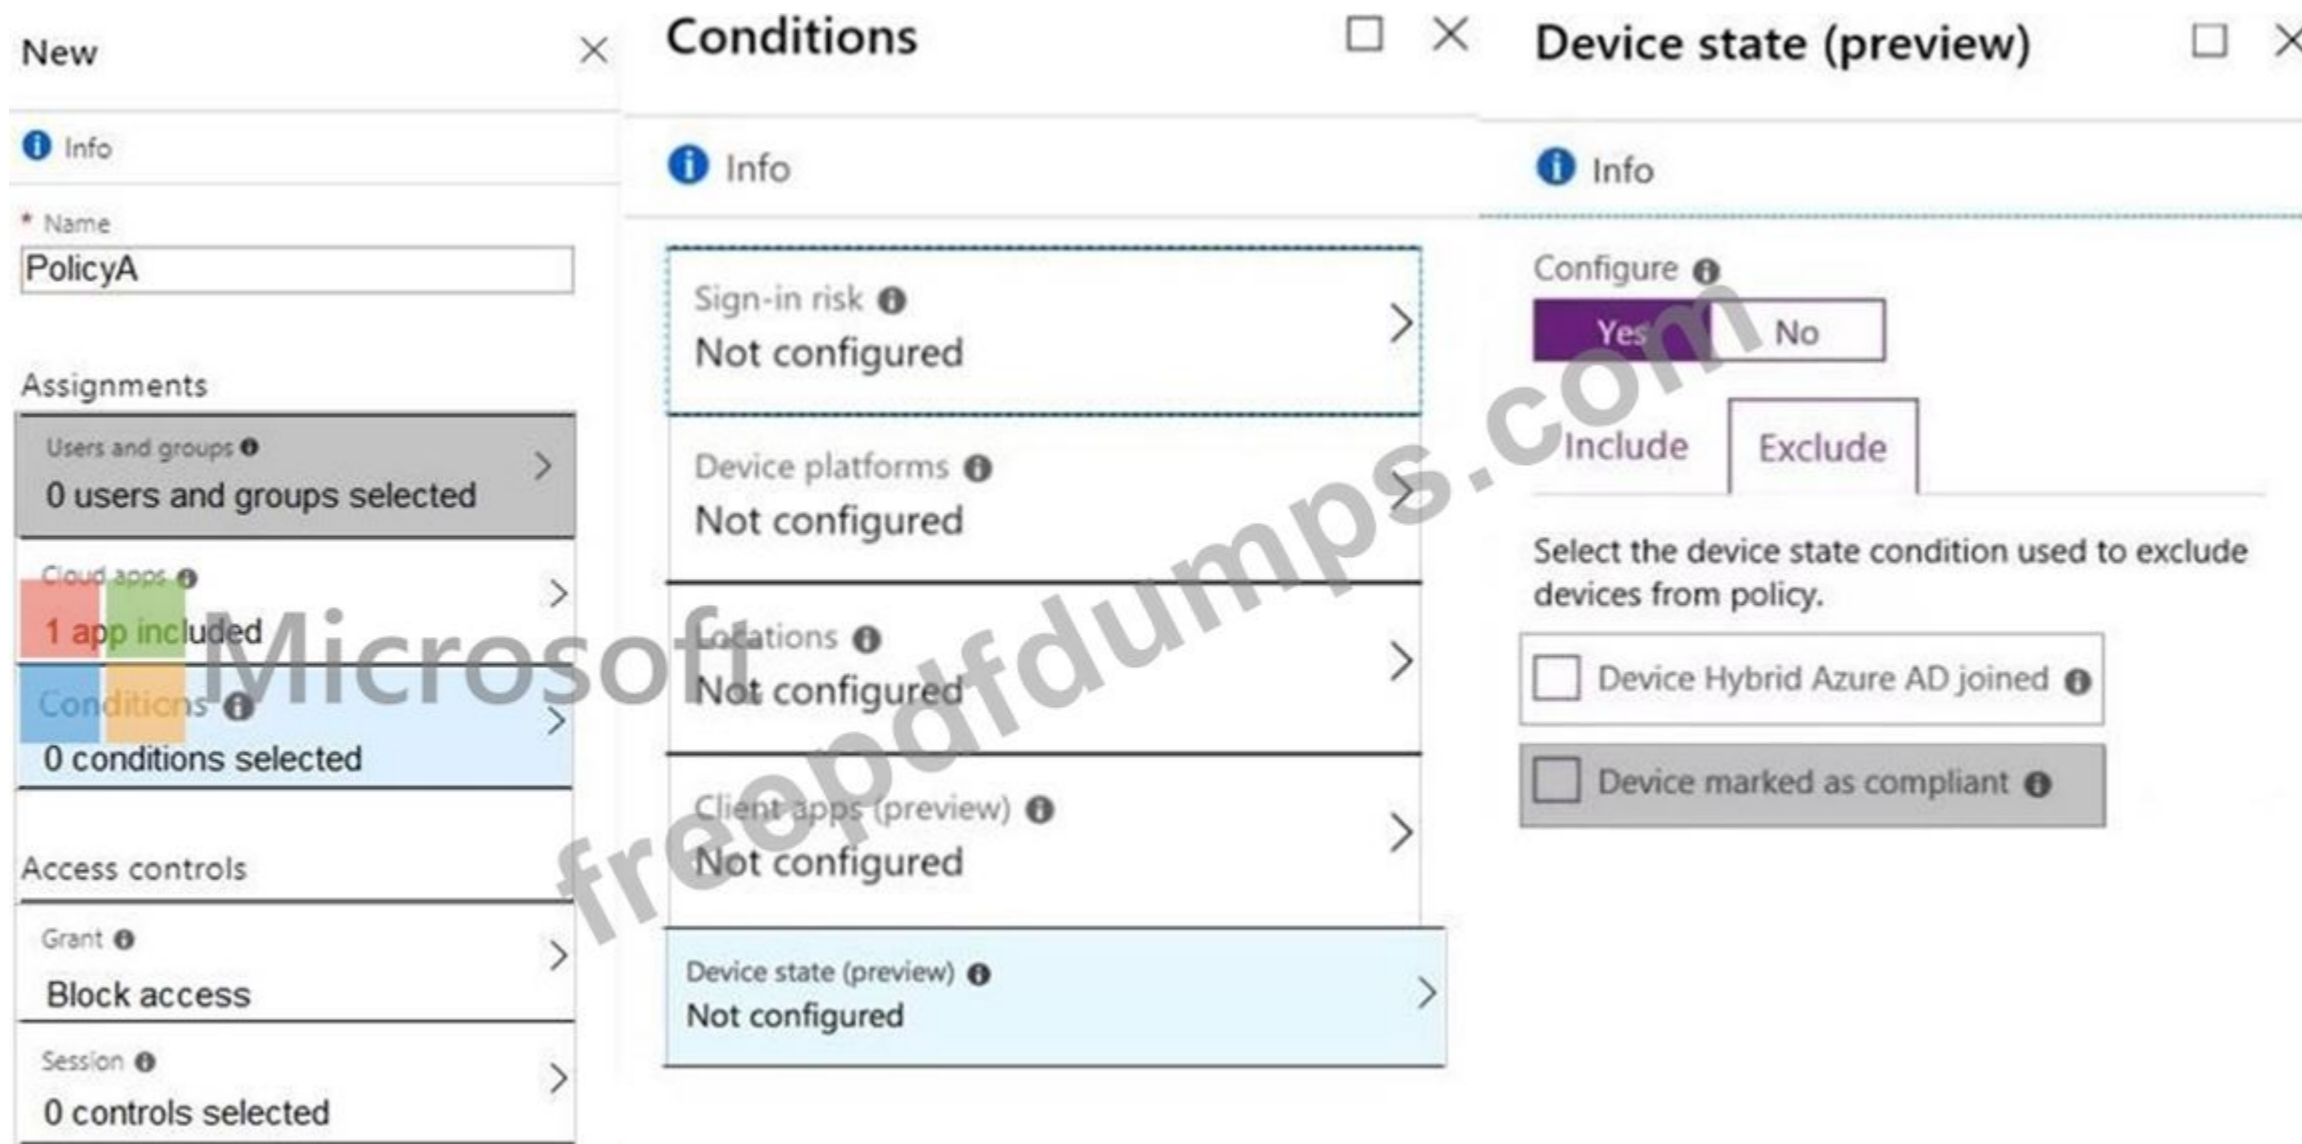 New
Info
* Name
PolicyA
Assignments
Users and groups
0 users and groups selected
Cloud apps
1 app included
Conditions
0 conditions selected
Access controls
Grant
Block access
Session
0 controls selected
Conditions
Info
Sign-in risk
Not configured
Device platforms
Not configured
Locations
Not configured
Client apps (preview)
Not configured
Device state (preview)
Not configured
Device state (preview)
Info
Configure
Yes No
Include Exclude
Select the device state condition used to exclude
devices from policy.
Device Hybrid Azure AD joined
Device marked as compliant
Microsoft
freepdfdumps.com